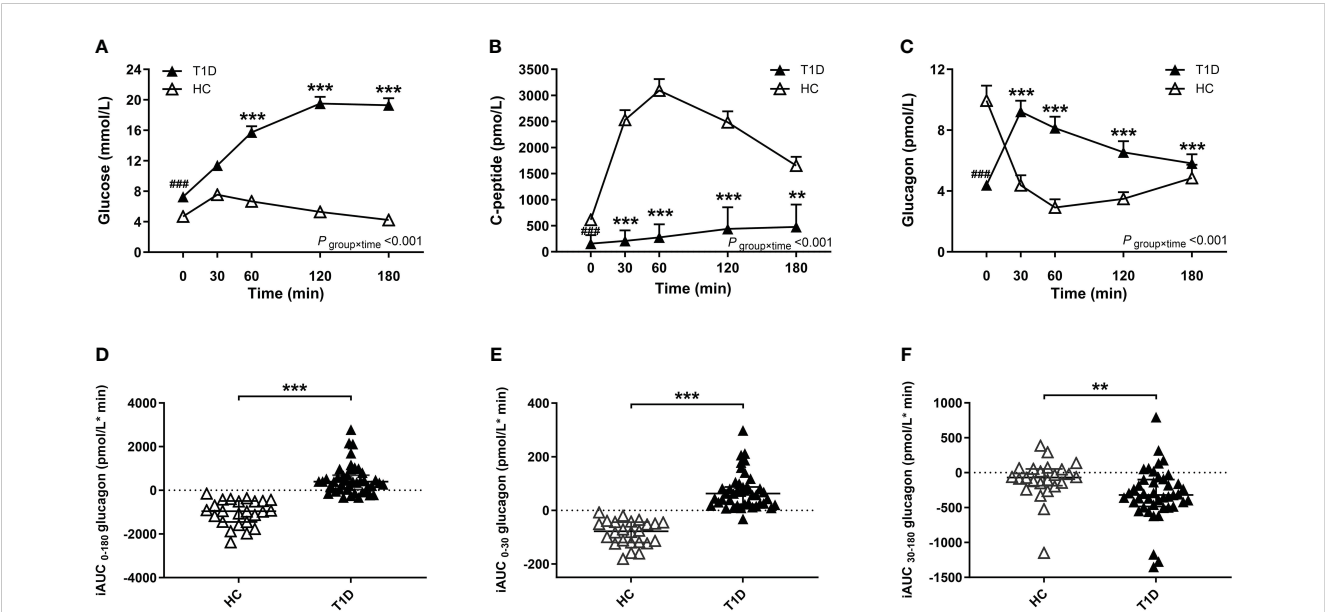 A
Glucose (mmol/L)
24
20
16
12
8
4
0
T1D
HC
###
***
***
***
P group×time <0.001
0 30 60 120 180
Time (min)
B
C-peptide (pmo/L)
3500
3000
2500
2000
1500
1000
500
0
T1D
HC
###
***
***
***
**
P group×time <0.001
0 30 60 120 180
Time (min)
C
Glucagon (pmol/L)
12
8
4
0
T1D
HC
###
***
***
***
***
P group×time <0.001
0 30 60 120 180
Time (min)
D
iAUC 0-180 glucagon (pmol/L* min)
4000
2000
0
-2000
-4000
***
HC T1D
E
iAUC 0-30 glucagon (pmol/L* min)
400
200
0
-200
***
HC T1D
F
iAUC 30-180 glucagon (pmol/L* min)
1000
500
0
-500
-1000
-1500
**
HC T1D